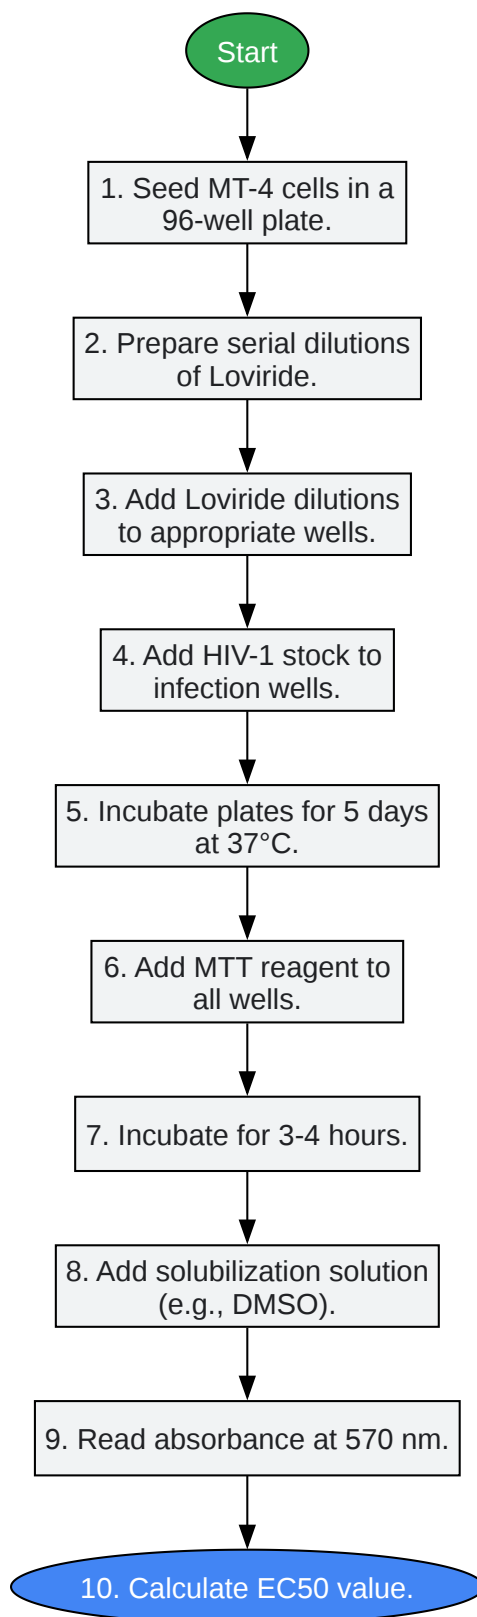 Start
1. Seed MT-4 cells in a
96-well plate.
2. Prepare serial dilutions
of Loviride.
3. Add Loviride dilutions
to appropriate wells.
4. Add HIV-1 stock to
infection wells.
5. Incubate plates for 5 days
at 37°C.
6. Add MTT reagent to
all wells.
7. Incubate for 3-4 hours.
8. Add solubilization solution
(e.g., DMSO).
9. Read absorbance at 570 nm.
10. Calculate EC50 value.